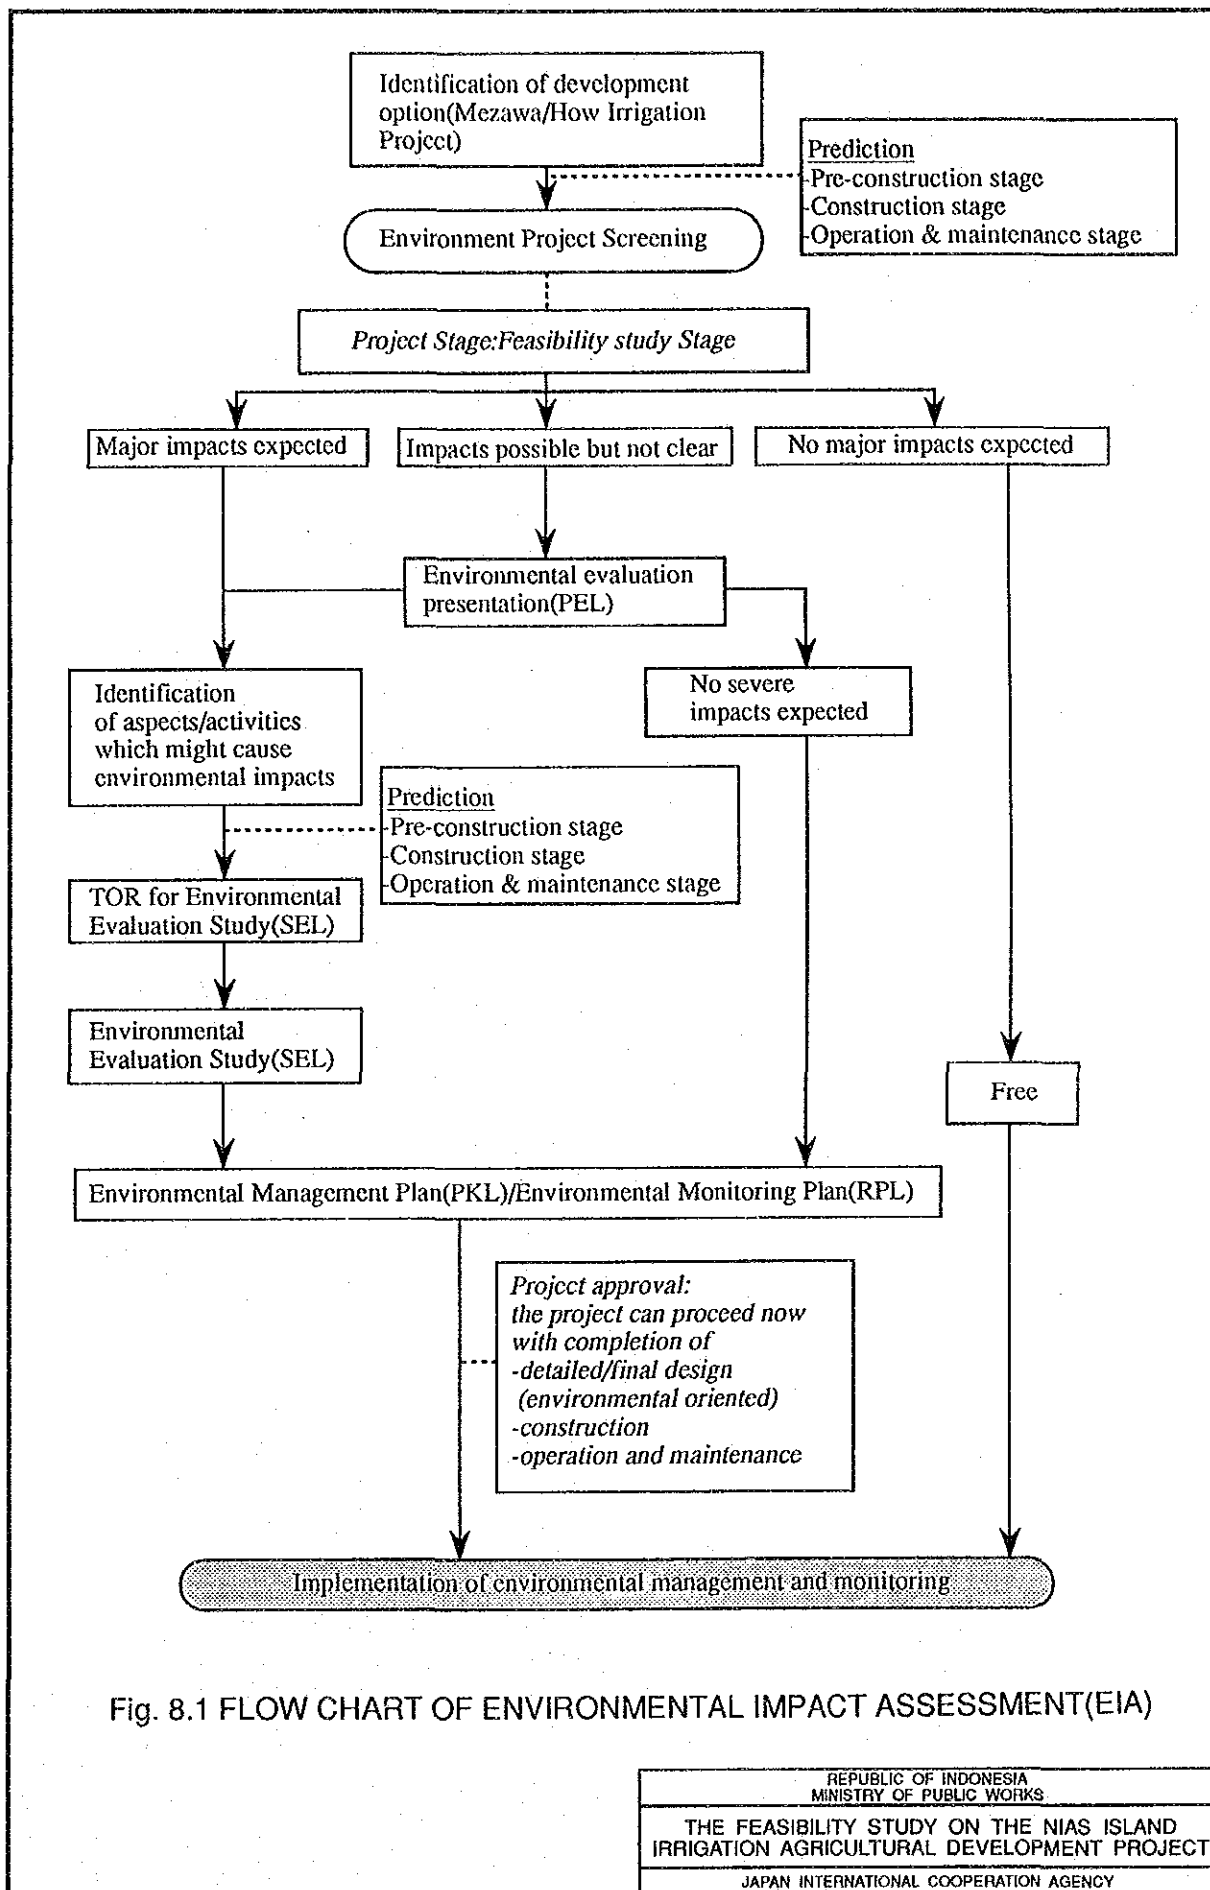 Identification of development
option(Mezawa/How Irrigation
Project)
Prediction
-Pre-construction stage
-Construction stage
-Operation & maintenance stage
Environment Project Screening
Project Stage:Feasibility study Stage
Major impacts expected
Impacts possible but not clear
No major impacts expected
Environmental evaluation
presentation(PEL)
Identification
of aspects/activities
which might cause
environmental impacts
No severe
impacts expected
Prediction
-Pre-construction stage
-Construction stage
-Operation & maintenance stage
TOR for Environmental
Evaluation Study(SEL)
Environmental
Evaluation Study(SEL)
Free
Environmental Management Plan(PKL)/Environmental Monitoring Plan(RPL)
Project approval:
the project can proceed now
with completion of
-detailed/final design
(environmental oriented)
-construction
-operation and maintenance
Implementation of environmental management and monitoring
Fig. 8.1 FLOW CHART OF ENVIRONMENTAL IMPACT ASSESSMENT(EIA)
REPUBLIC OF INDONESIA
MINISTRY OF PUBLIC WORKS
THE FEASIBILITY STUDY ON THE NIAS ISLAND
IRRIGATION AGRICULTURAL DEVELOPMENT PROJECT
JAPAN INTERNATIONAL COOPERATION AGENCY